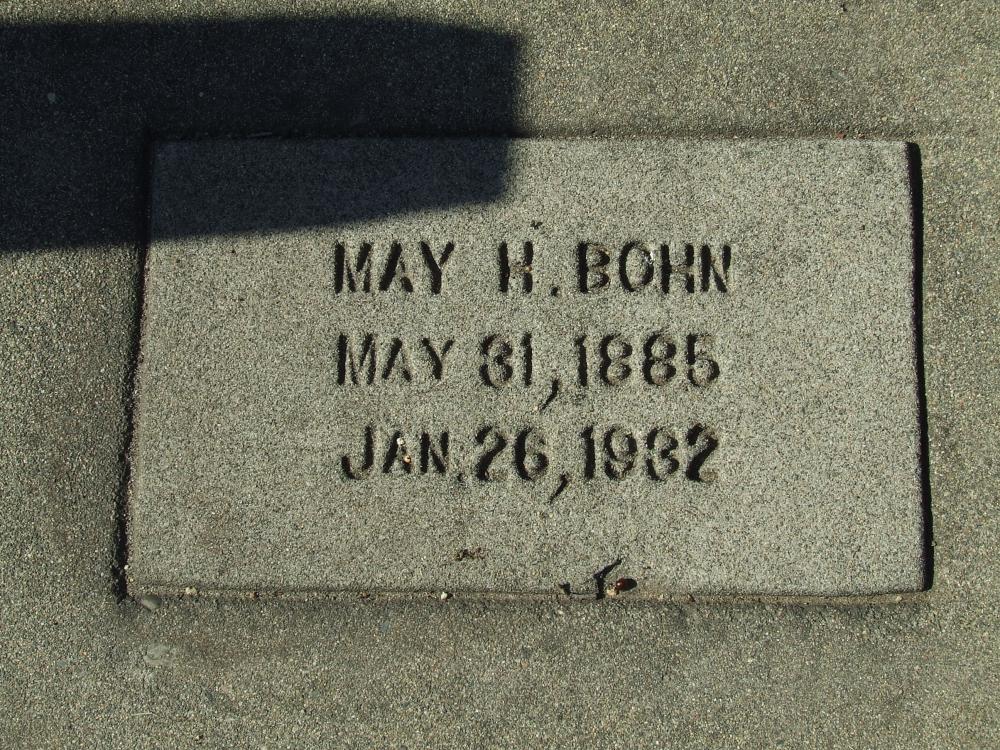 MAY H. BOHN
MAY 31, 1885
JAN. 26, 1932